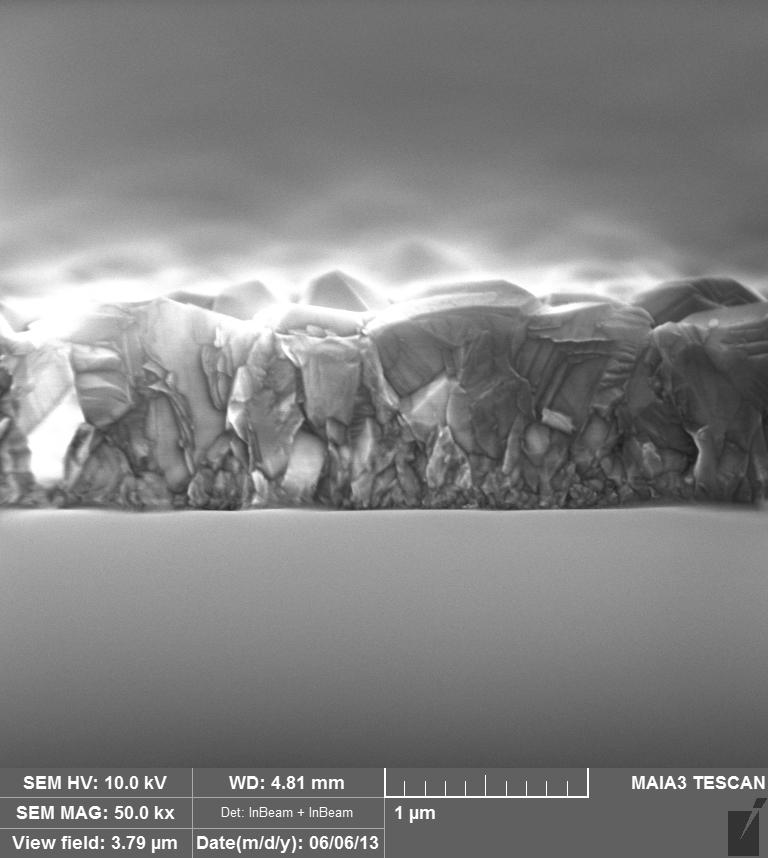 SEM HV: 10.0 kV
WD: 4.81 mm
MAIA3 TESCAN
SEM MAG: 50.0 kx
Det: InBeam + InBeam
1 µm
View field: 3.79 µm
Date(m/d/y): 06/06/13